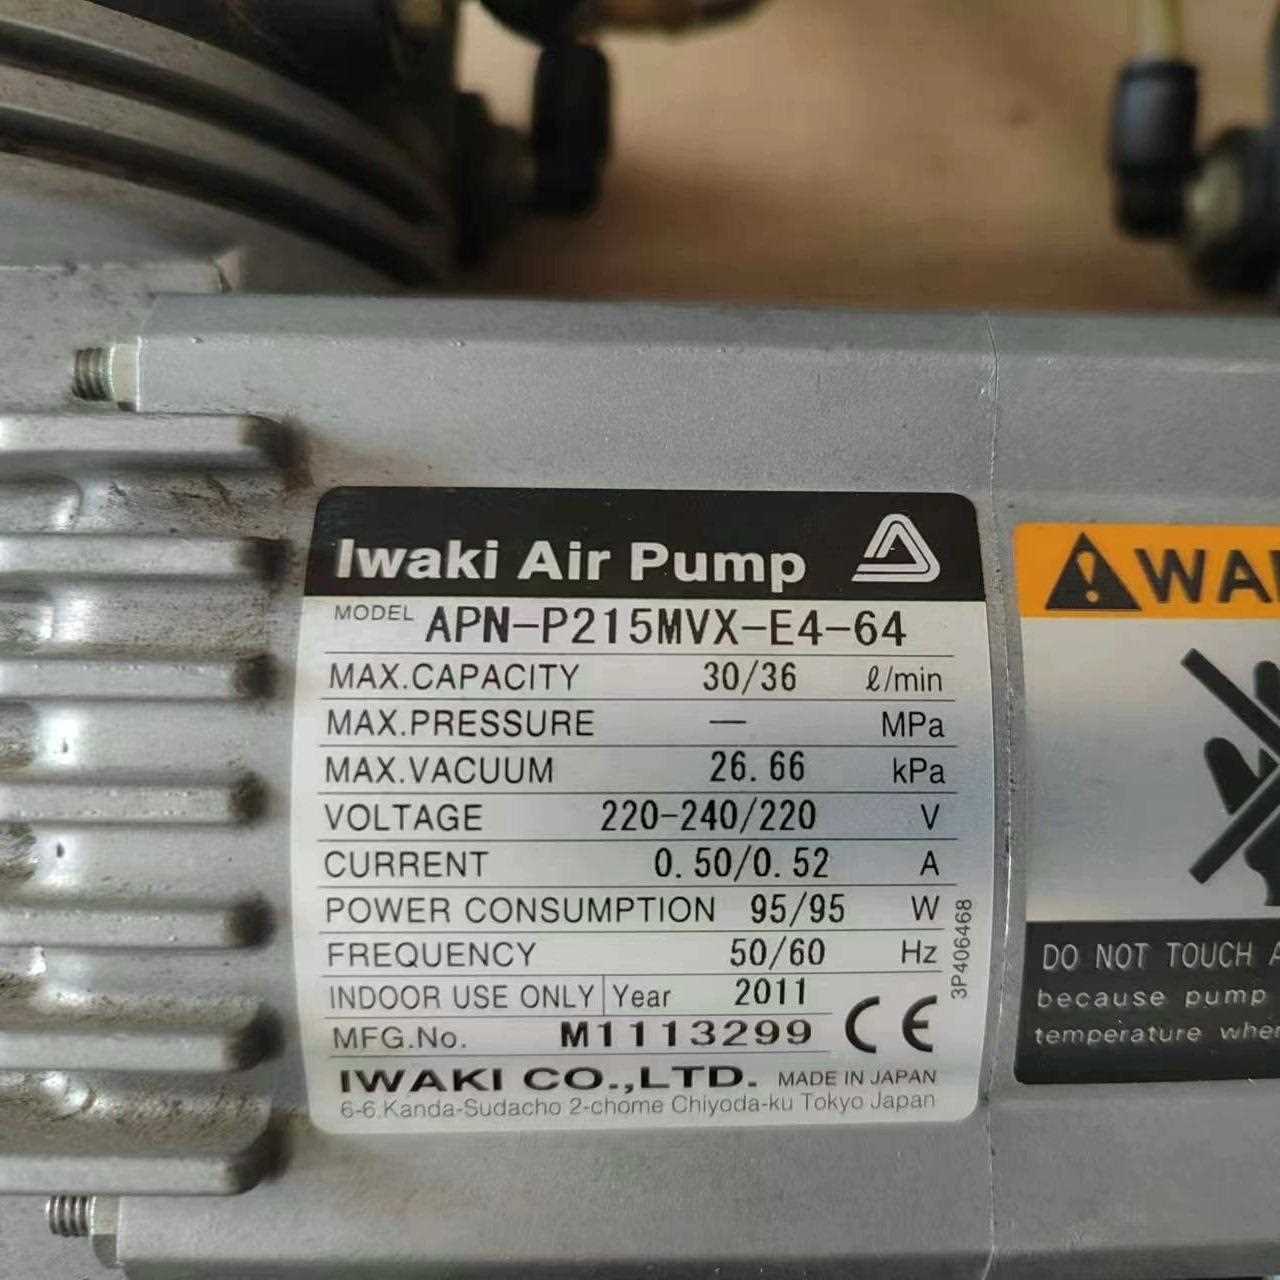 Iwaki Air Pump
MODEL APN-P215MVX-E4-64
MAX.CAPACITY 30/36 ℓ/min
MAX.PRESSURE — MPa
MAX.VACUUM 26.66 kPa
VOLTAGE 220-240/220 V
CURRENT 0.50/0.52 A
POWER CONSUMPTION 95/95 W
FREQUENCY 50/60 Hz
INDOOR USE ONLY Year 2011
MFG.No. M1113299 CE
IWAKI CO.,LTD. MADE IN JAPAN
6-6.Kanda-Sudacho 2-chome Chiyoda-ku Tokyo Japan
3P406468
DO NOT TOUCH
because pump
temperature